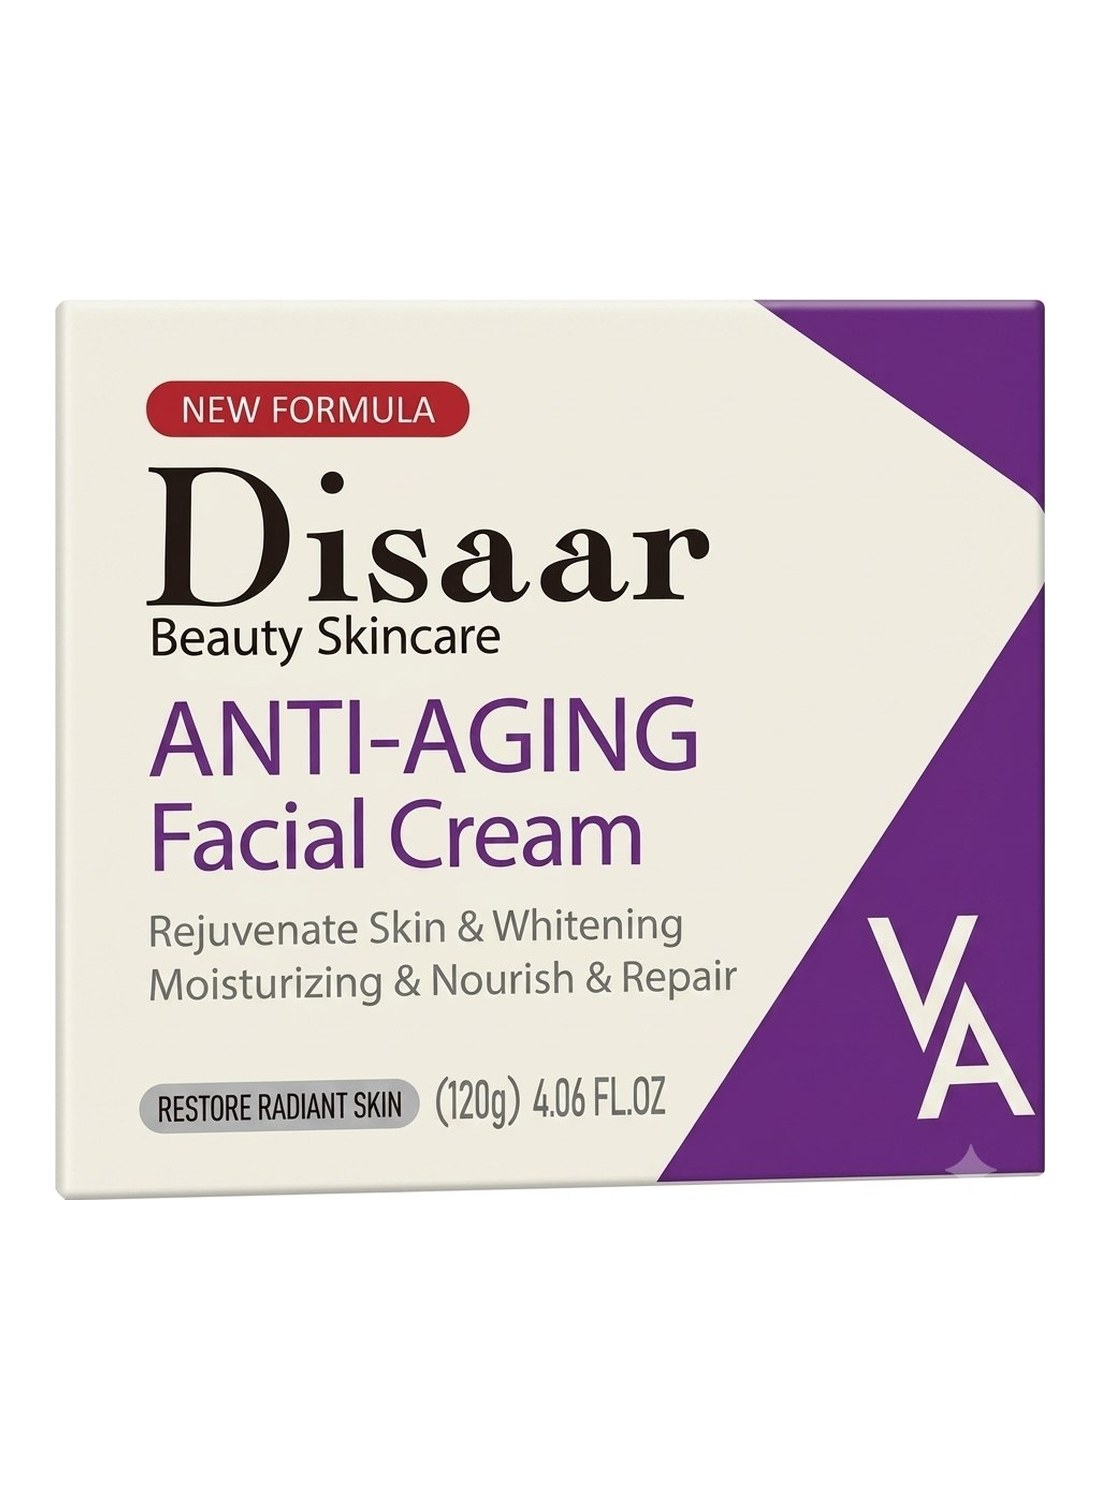 NEW FORMULA
Disaar
Beauty Skincare
ANTI-AGING
Facial Cream
Rejuvenate Skin & Whitening
Moisturizing & Nourish & Repair
RESTORE RADIANT SKIN (120g) 4.06 FL.OZ
VA